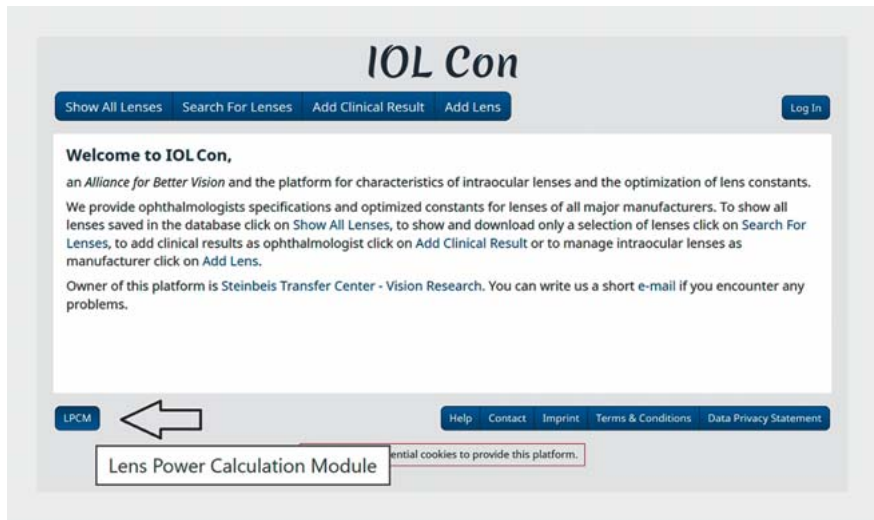 IOL Con
Show All Lenses Search For Lenses Add Clinical Result Add Lens Log In
Welcome to IOL Con,
an Alliance for Better Vision and the platform for characteristics of intraocular lenses and the optimization of lens constants.
We provide ophthalmologists specifications and optimized constants for lenses of all major manufacturers. To show all
lenses saved in the database click on Show All Lenses, to show and download only a selection of lenses click on Search For
Lenses, to add clinical results as ophthalmologist click on Add Clinical Result or to manage intraocular lenses as
manufacturer click on Add Lens.
Owner of this platform is Steinbeis Transfer Center - Vision Research. You can write us a short e-mail if you encounter any
problems.
LPCM Help Contact Imprint Terms & Conditions Data Privacy Statement
cookies to provide this platform.
Lens Power Calculation Module